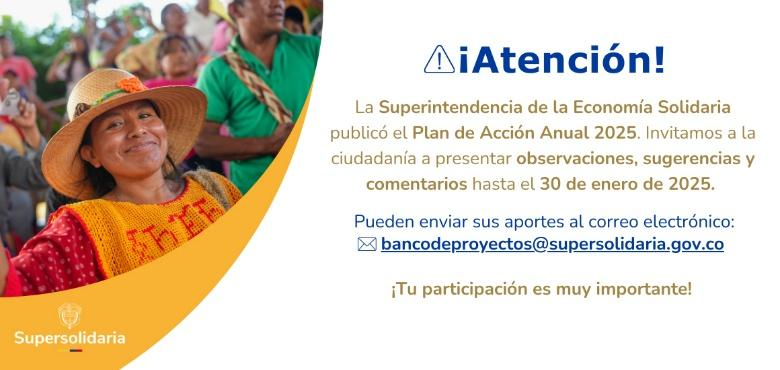 ⚠¡Atención!
La Superintendencia de la Economía Solidaria
publicó el Plan de Acción Anual 2025. Invitamos a la
ciudadanía a presentar observaciones, sugerencias y
comentarios hasta el 30 de enero de 2025.
Pueden enviar sus aportes al correo electrónico:
✉ bancodeproyectos@supersolidaria.gov.co
¡Tu participación es muy importante!
Supersolidaria